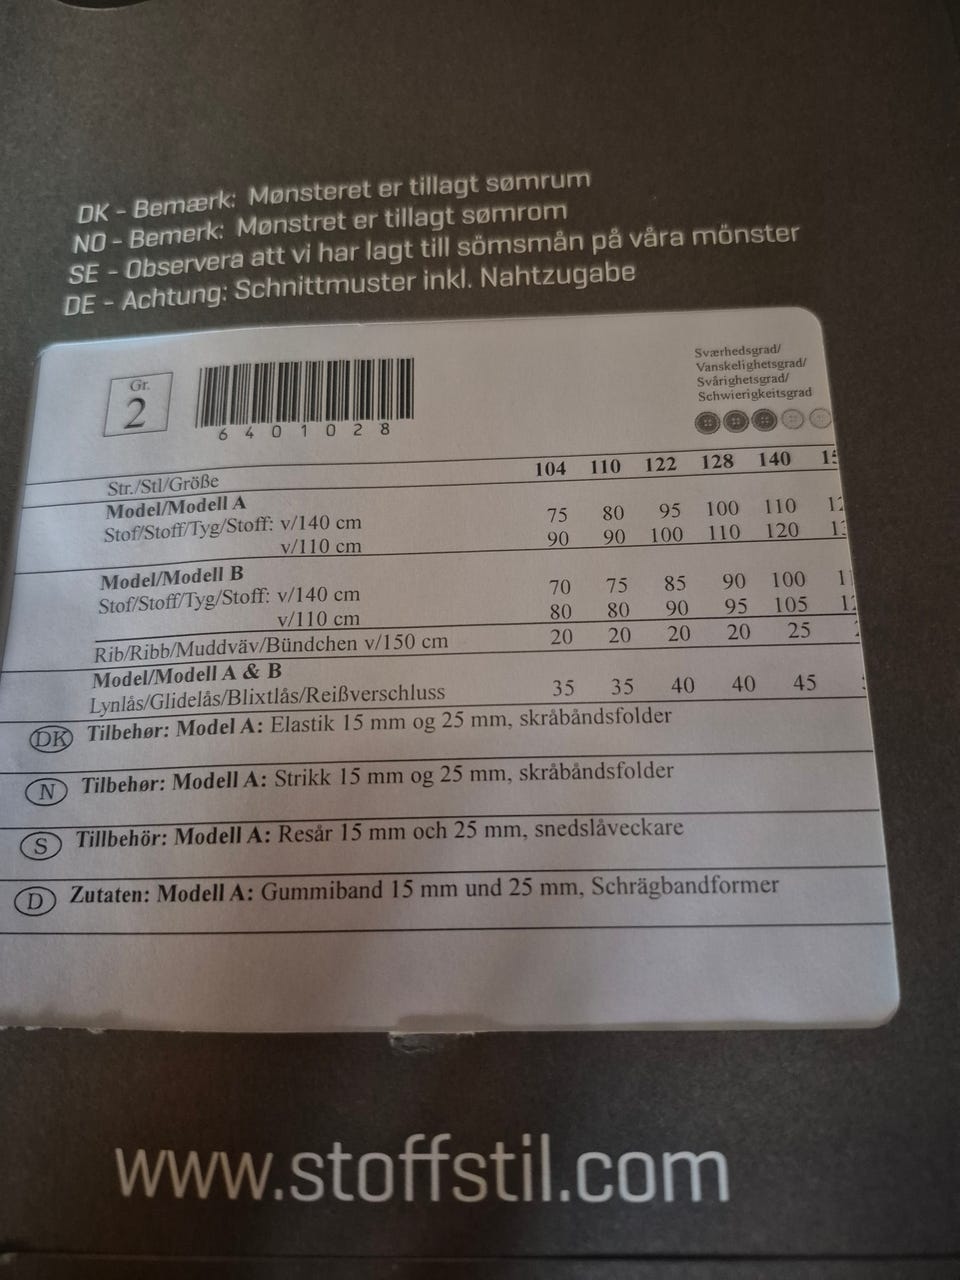 DK - Bemærk: Mønsteret er tillagt sømrum
NO - Bemerk: Mønstret er tillagt sømrom
SE - Observera att vi har lagt till sömsmån på våra mönster
DE - Achtung: Schnittmuster inkl. Nahtzugabe
Gr.
2
6401028
Sværhedsgrad/
Vanskelighetsgrad/
Svårighetsgrad/
Schwierigkeitsgrad
Str./Stl/Größe 104 110 122 128 140
Model/Modell A
Stof/Stoff/Tyg/Stoff: v/140 cm 75 80 95 100 110
v/110 cm 90 90 100 110 120
Model/Modell B
Stof/Stoff/Tyg/Stoff: v/140 cm 70 75 85 90 100
v/110 cm 80 80 90 95 105
Rib/Ribb/Muddväv/Bündchen v/150 cm 20 20 20 20 25
Model/Modell A & B
Lynlås/Glidelås/Blixtlås/Reißverschluss 35 35 40 40 45
DK Tilbehør: Model A: Elastik 15 mm og 25 mm, skråbåndsfolder
N Tilbehør: Modell A: Strikk 15 mm og 25 mm, skråbåndsfolder
S Tillbehör: Modell A: Resår 15 mm och 25 mm, snedslåveckare
D Zutaten: Modell A: Gummiband 15 mm und 25 mm, Schrägbandformer
www.stoffstil.com